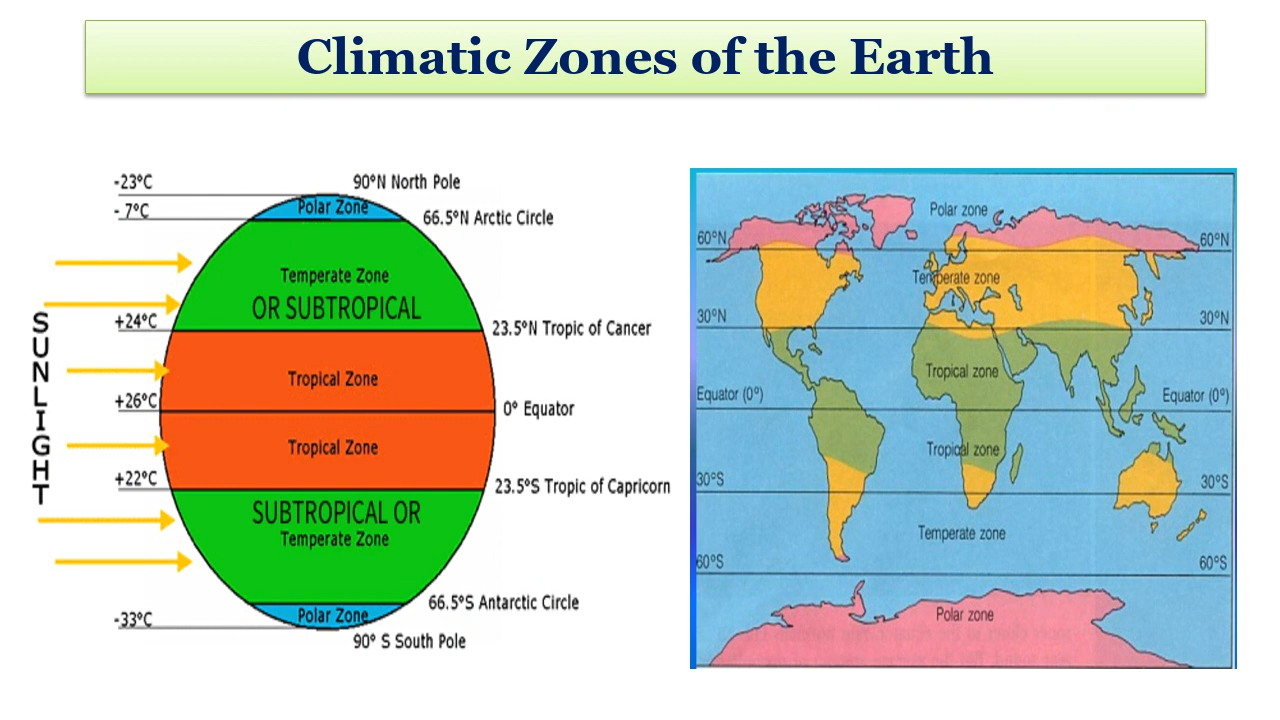 Climatic Zones of the Earth
-23°C
90°N North Pole
Polar Zone
- 7°C
66.5°N Arctic Circle
Temperate Zone
OR SUBTROPICAL
+24°C
23.5°N Tropic of Cancer
Tropical Zone
+26°C
0° Equator
Tropical Zone
+22°C
23.5°S Tropic of Capricorn
SUBTROPICAL OR
Temperate Zone
66.5°S Antarctic Circle
Polar Zone
-33°C
90° S South Pole
SUNLIGHT
Polar zone
60°N
60°N
Temperate zone
30°N
30°N
Tropical zone
Equator (0°)
Equator (0°)
Tropical zone
30°S
30°S
Temperate zone
60°S
60°S
Polar zone